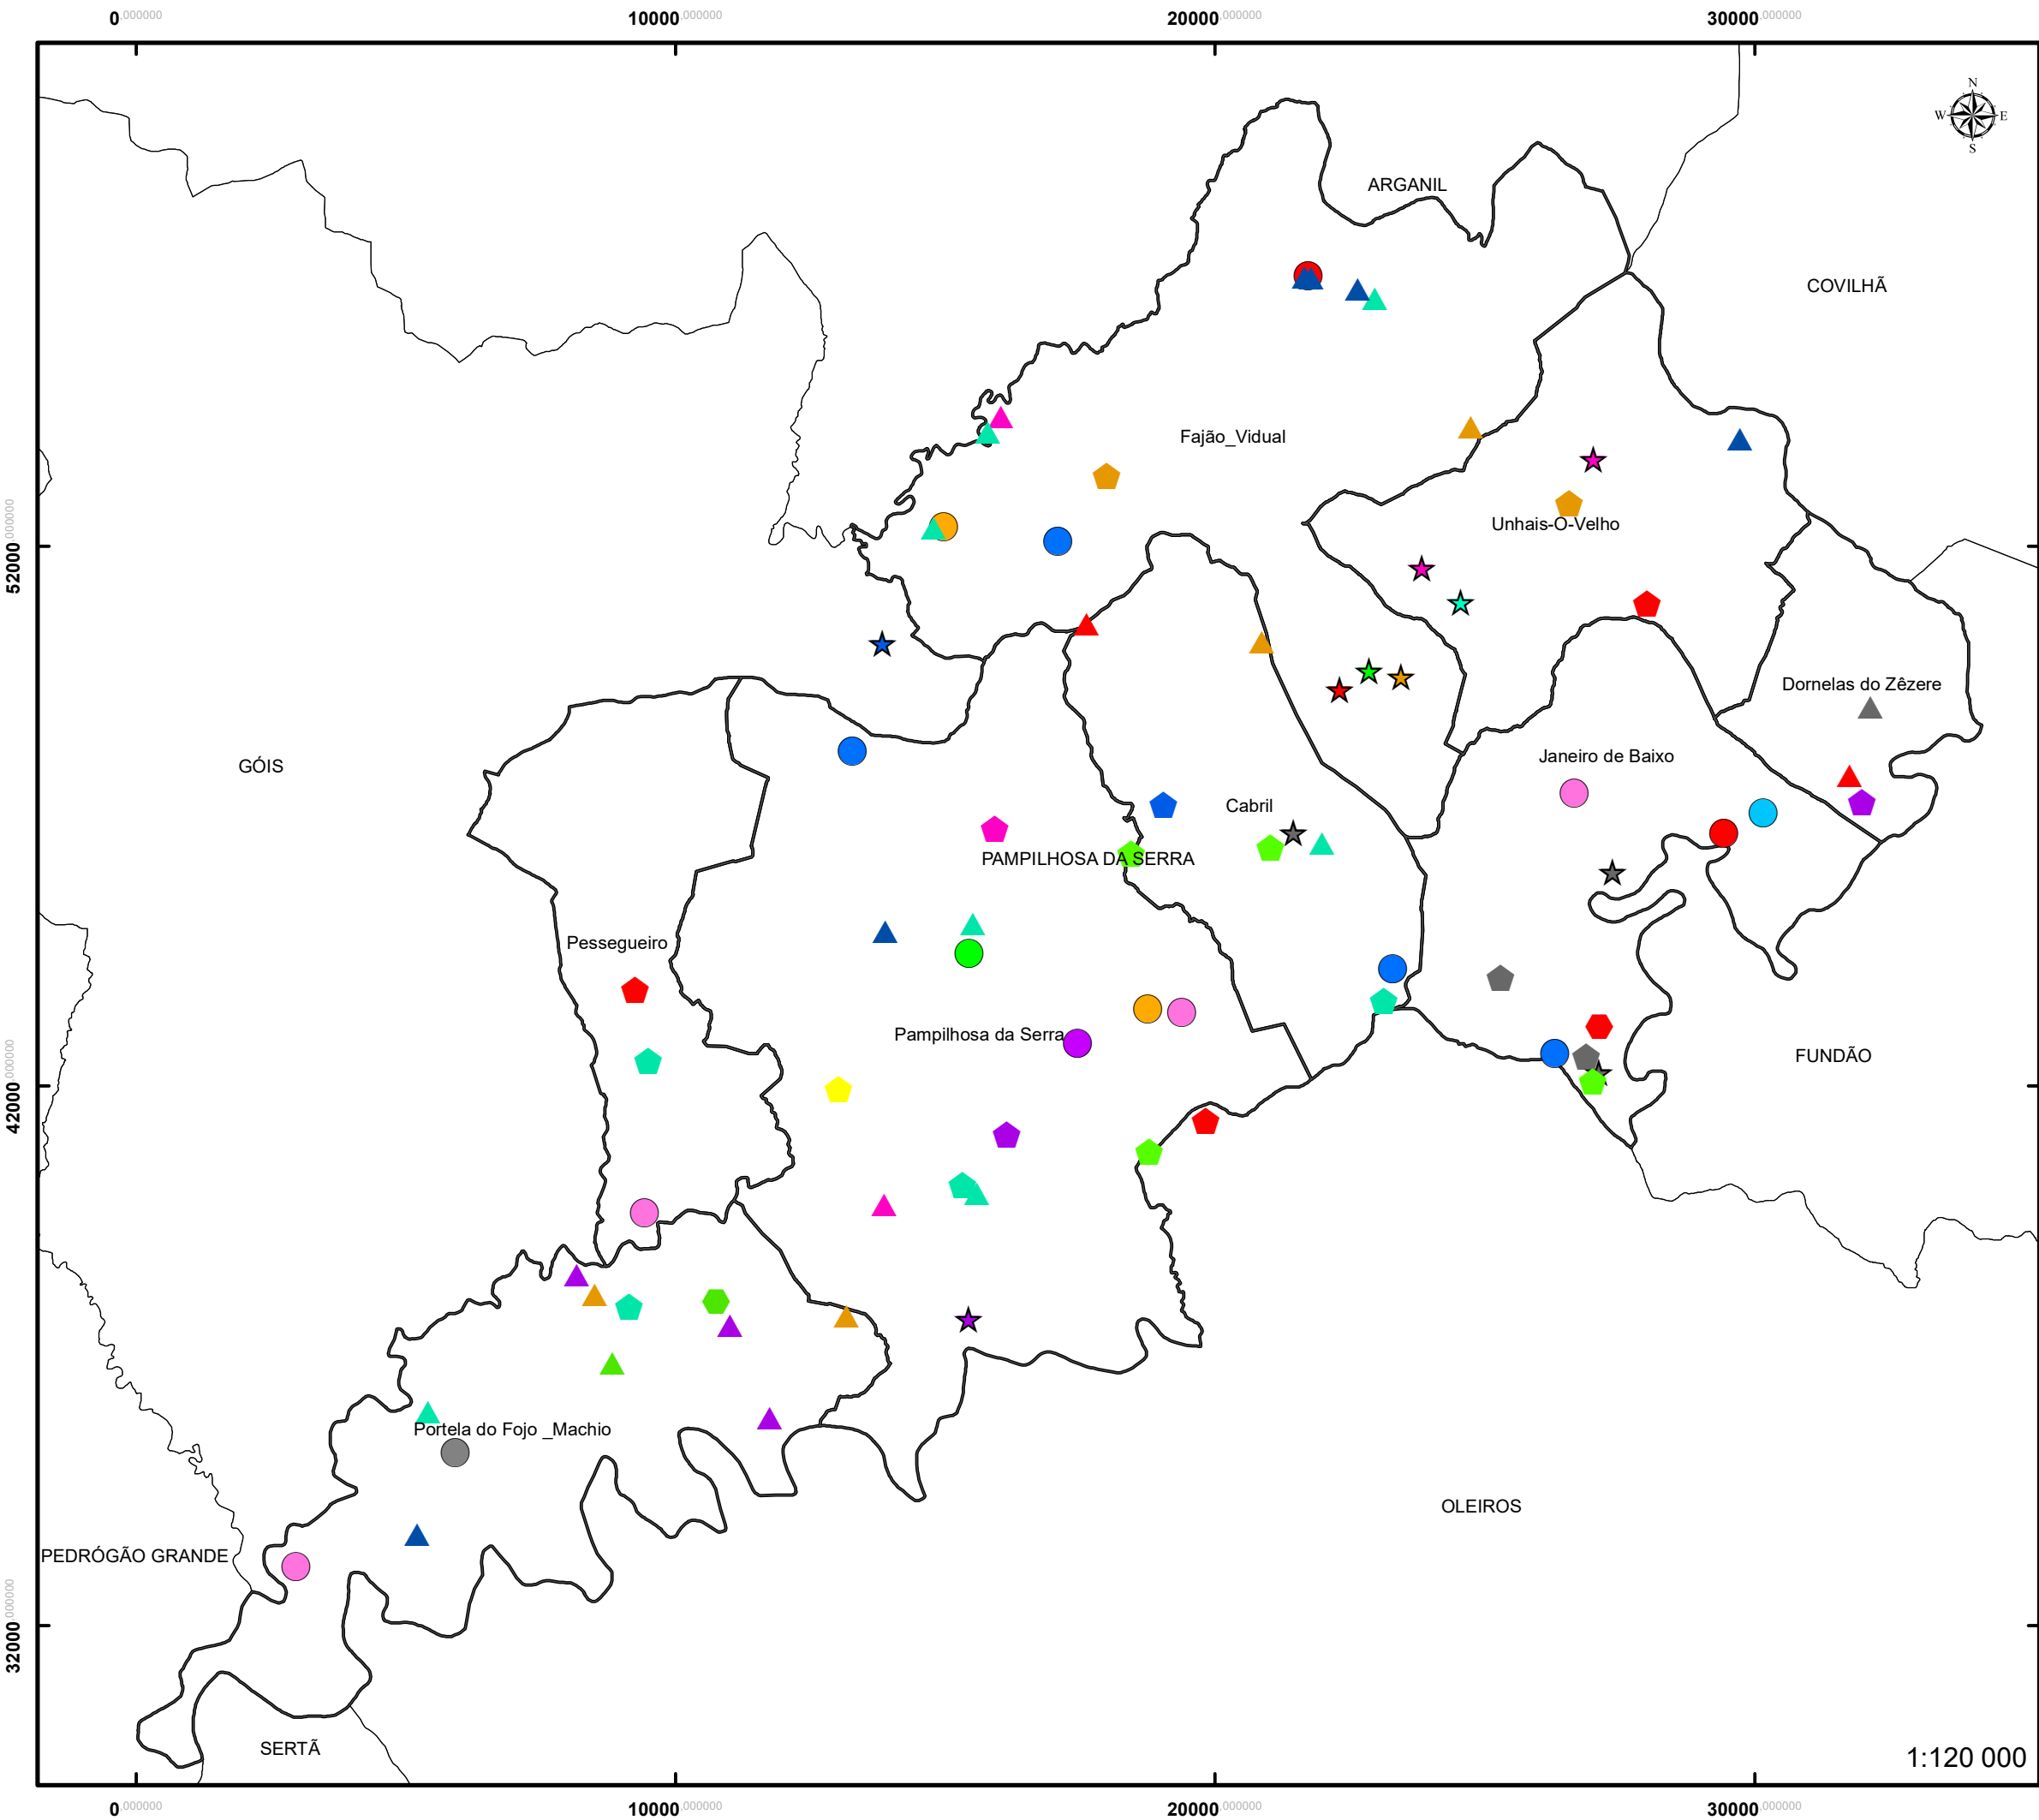 0.000000 10000.000000 20000.000000 30000.000000
N
W E
S
ARGANIL
COVILHÃ
Fajão_Vidual
Unhais-O-Velho
52000.000000
Dornelas do Zêzere
GÓIS
Janeiro de Baixo
Cabril
PAMPILHOSA DA SERRA
Pessegueiro
Pampilhosa da Serra
FUNDÃO
42000.000000
Portela do Fojo _Machio
OLEIROS
PEDRÓGÃO GRANDE
32000.000000
SERTÃ
1:120 000
0.000000 10000.000000 20000.000000 30000.000000